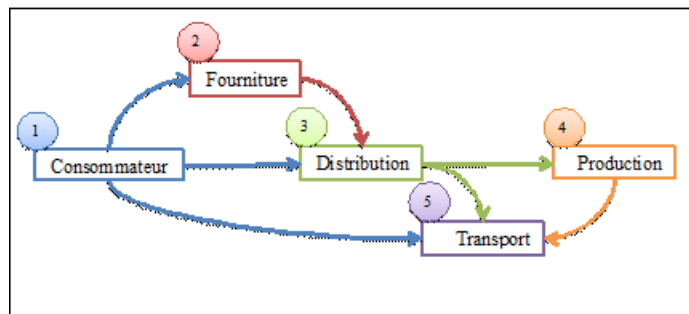 2
Fourniture
1
3
4
Consommateur
Distribution
Production
5
Transport